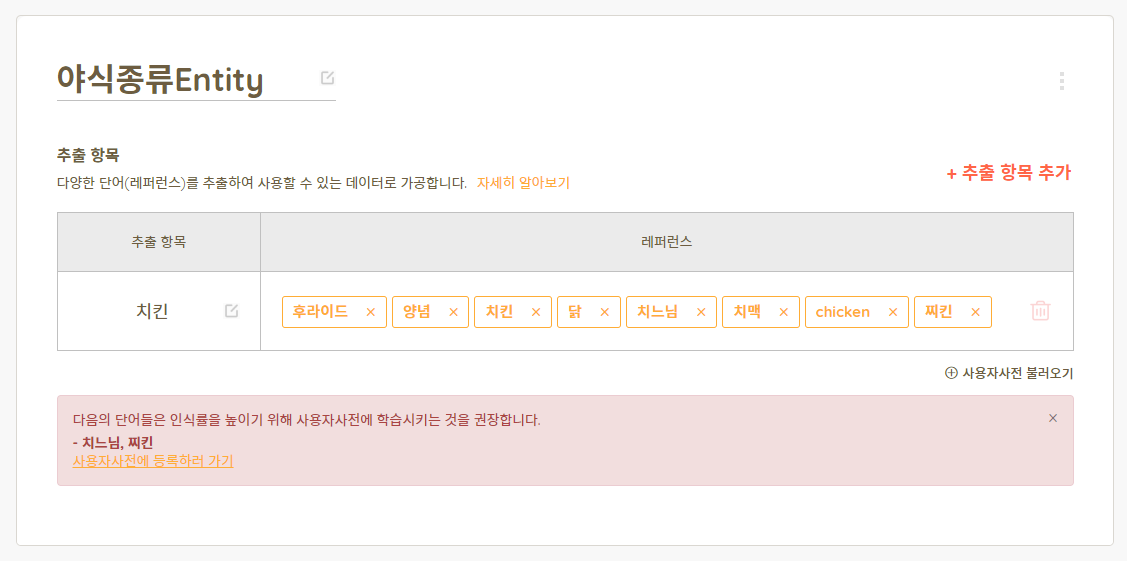 야식종류Entity
추출 항목
다양한 단어(레퍼런스)를 추출하여 사용할 수 있는 데이터로 가공합니다. 자세히 알아보기
+ 추출 항목 추가
추출 항목 레퍼런스
치킨 후라이드 × 양념 × 치킨 × 닭 × 치느님 × 치맥 × chicken × 찌킨 ×
사용자사전 불러오기
다음의 단어들은 인식률을 높이기 위해 사용자사전에 학습시키는 것을 권장합니다. ×
- 치느님, 찌킨
사용자사전에 등록하러 가기